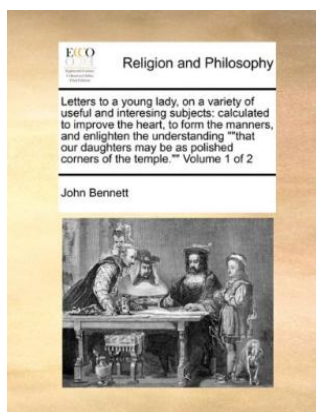 ECCO
Religion and Philosophy
Letters to a young lady, on a variety of
useful and interesing subjects: calculated
to improve the heart, to form the manners,
and enlighten the understanding ""that
our daughters may be as polished
corners of the temple."" Volume 1 of 2
John Bennett